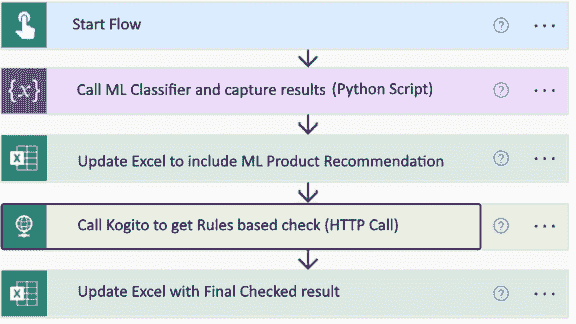 Start Flow
Call ML Classifier and capture results (Python Script)
Update Excel to include ML Product Recommendation
Call Kogito to get Rules based check (HTTP Call)
Update Excel with Final Checked result